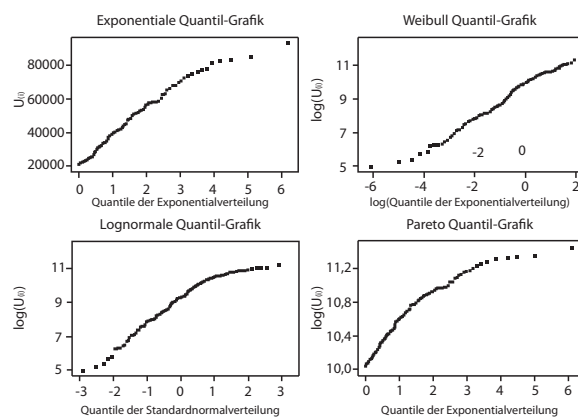 Exponentiale Quantil-Grafik
U(i)
80000
60000
40000
20000
0 1 2 3 4 5 6
Quantile der Exponentialverteilung
Weibull Quantil-Grafik
log(U(i))
11
9
7
5
-2 0
-6 -4 -2 0 2
log(Quantile der Exponentialverteilung)
Lognormale Quantil-Grafik
log(U(i))
11
9
7
5
-3 -2 -1 0 1 2 3
Quantile der Standardnormalverteilung
Pareto Quantil-Grafik
log(U(i))
11,2
10,8
10,4
10,0
0 1 2 3 4 5 6
Quantile der Exponentialverteilung